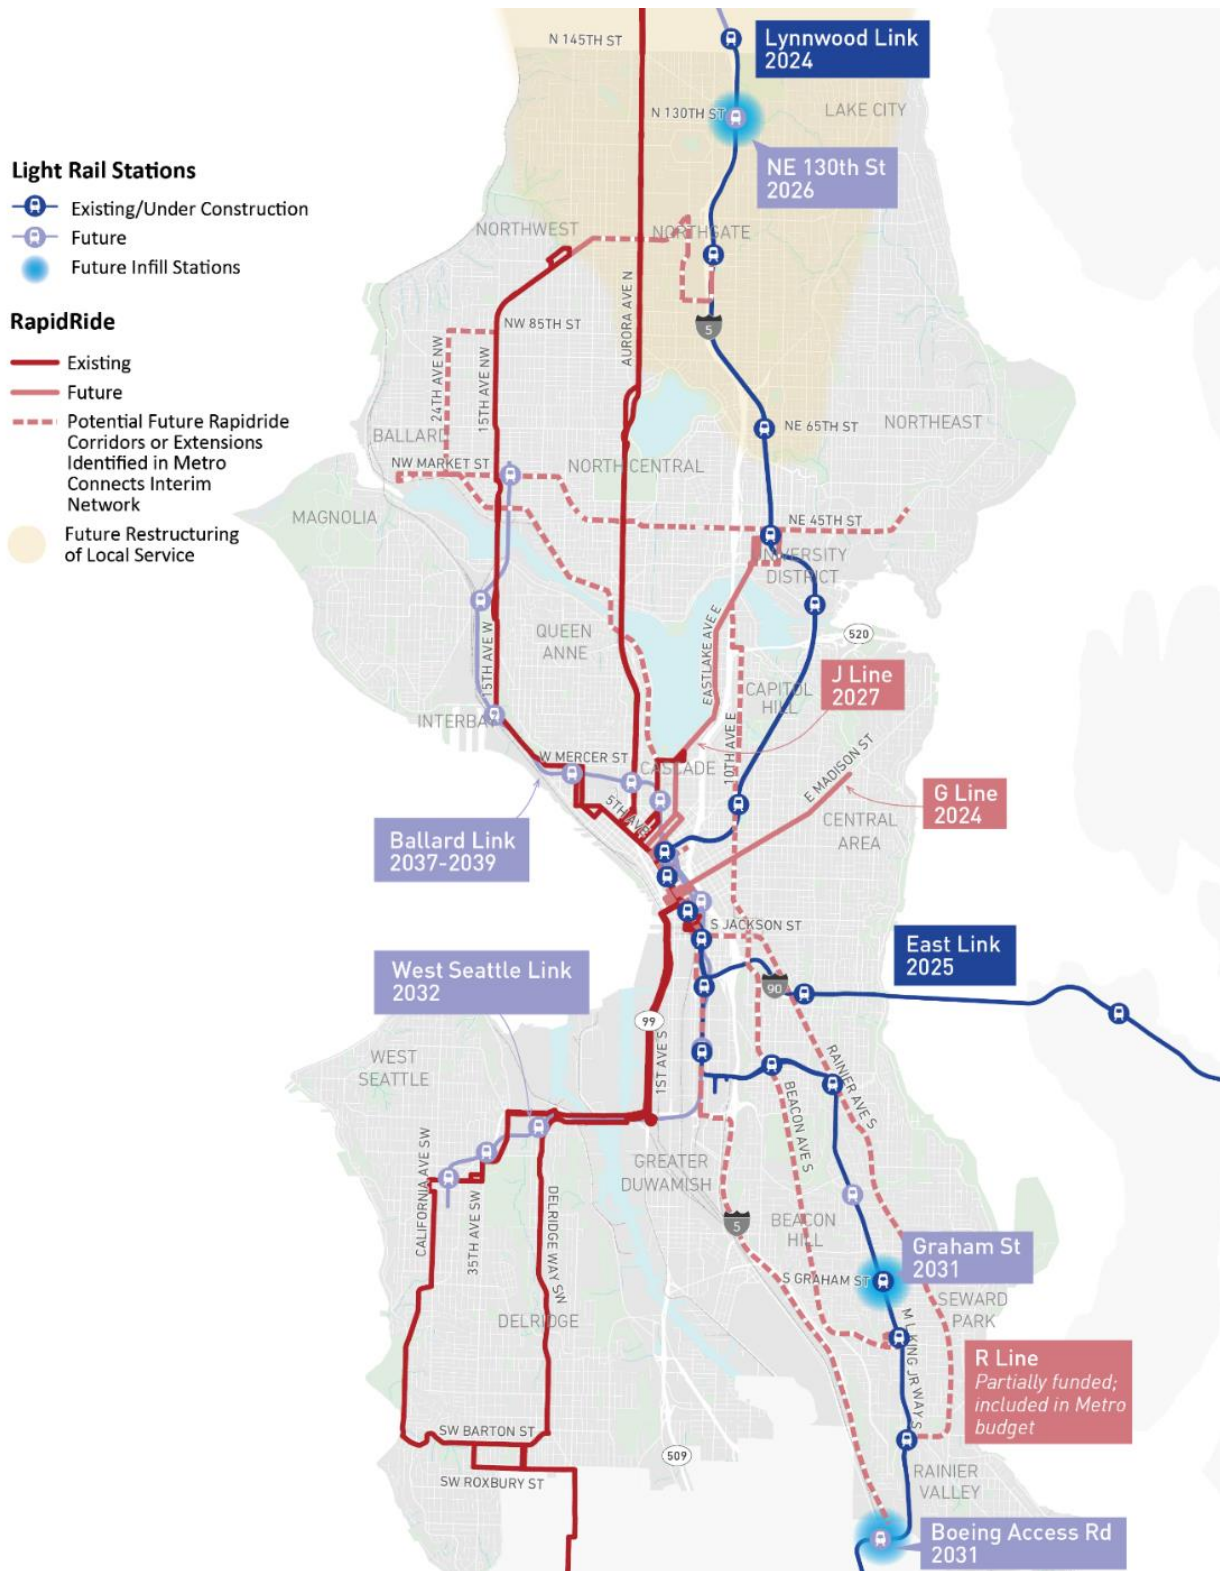 N 145TH ST
Lynnwood Link
2024
N 130TH ST
LAKE CITY
NE 130th St
2026
Light Rail Stations
Existing/Under Construction
Future
Future Infill Stations
RapidRide
Existing
Future
Potential Future Rapidride
Corridors or Extensions
Identified in Metro
Connects Interim
Network
Future Restructuring
of Local Service
NORTHWEST
NORTHGATE
AURORA AVE N
5
NW 85TH ST
24TH AVE NW
15TH AVE NW
BALLARD
NW MARKET ST
NORTH CENTRAL
NE 65TH ST
NORTHEAST
MAGNOLIA
NE 45TH ST
UNIVERSITY
DISTRICT
520
QUEEN
ANNE
EASTLAKE AVE E
15TH AVE W
CAPITOL
HILL
J Line
2027
INTERBAY
W MERCER ST
CASCADE
10TH AVE E
E MADISON ST
G Line
2024
5TH AVE
CENTRAL
AREA
Ballard Link
2037-2039
S JACKSON ST
East Link
2025
West Seattle Link
2032
90
99
1ST AVE S
WEST
SEATTLE
RAINIER AVE S
BEACON AVE S
CALIFORNIA AVE SW
35TH AVE SW
DELRIDGE WAY SW
GREATER
DUWAMISH
5
BEACON
HILL
Graham St
2031
S GRAHAM ST
SEWARD
PARK
DELRIDGE
M L KING JR WAY S
R Line
Partially funded;
included in Metro
budget
SW BARTON ST
SW ROXBURY ST
509
RAINIER
VALLEY
Boeing Access Rd
2031